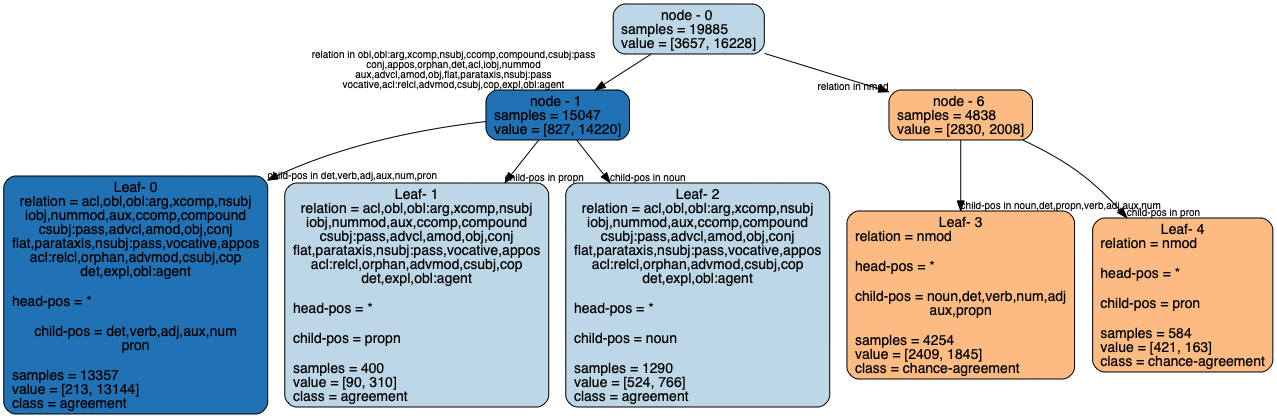 node - 0
samples = 19885
value = [3657, 16228]
relation in obl,obl:arg,xcomp,nsubj,ccomp,compound,csubj:pass
conj,appos,orphan,det,acl,iobj,nummod
aux,advcl,amod,obj,flat,parataxis,nsubj:pass
vocative,acl:relcl,advmod,csubj,cop,expl,obl:agent
relation in nmod
node - 1
samples = 15047
value = [827, 14220]
node - 6
samples = 4838
value = [2830, 2008]
child-pos in det,verb,adj,aux,num,pron
child-pos in propn
child-pos in noun
child-pos in noun,det,propn,verb,adj,aux,num
child-pos in pron
Leaf- 0
relation = acl,obl,obl:arg,xcomp,nsubj
iobj,nummod,aux,ccomp,compound
csubj:pass,advcl,amod,obj,conj
flat,parataxis,nsubj:pass,vocative,appos
acl:relcl,orphan,advmod,csubj,cop
det,expl,obl:agent
head-pos = *
child-pos = det,verb,adj,aux,num
pron
samples = 13357
value = [213, 13144]
class = agreement
Leaf- 1
relation = acl,obl,obl:arg,xcomp,nsubj
iobj,nummod,aux,ccomp,compound
csubj:pass,advcl,amod,obj,conj
flat,parataxis,nsubj:pass,vocative,appos
acl:relcl,orphan,advmod,csubj,cop
det,expl,obl:agent
head-pos = *
child-pos = propn
samples = 400
value = [90, 310]
class = agreement
Leaf- 2
relation = acl,obl,obl:arg,xcomp,nsubj
iobj,nummod,aux,ccomp,compound
csubj:pass,advcl,amod,obj,conj
flat,parataxis,nsubj:pass,vocative,appos
acl:relcl,orphan,advmod,csubj,cop
det,expl,obl:agent
head-pos = *
child-pos = noun
samples = 1290
value = [524, 766]
class = agreement
Leaf- 3
relation = nmod
head-pos = *
child-pos = noun,det,verb,num,adj
aux,propn
samples = 4254
value = [2409, 1845]
class = chance-agreement
Leaf- 4
relation = nmod
head-pos = *
child-pos = pron
samples = 584
value = [421, 163]
class = chance-agreement